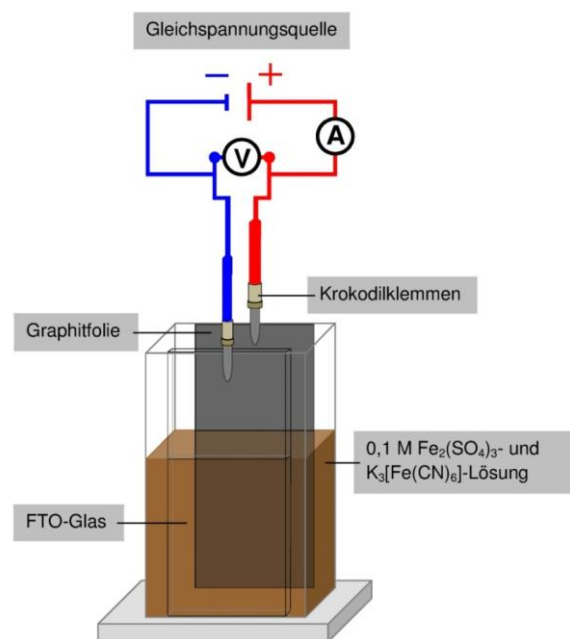 Gleichspannungsquelle
− +
A
V
Krokodilklemmen
Graphitfolie
0,1 M Fe₂(SO₄)₃- und
K₃[Fe(CN)₆]-Lösung
FTO-Glas